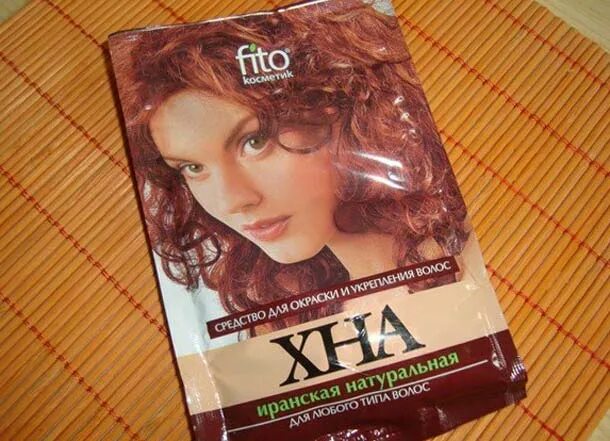 fito
косметик
СРЕДСТВО ДЛЯ ОКРАСКИ И УКРЕПЛЕНИЯ ВОЛОС
ХНА
иранская натуральная
ДЛЯ ЛЮБОГО ТИПА ВОЛОС